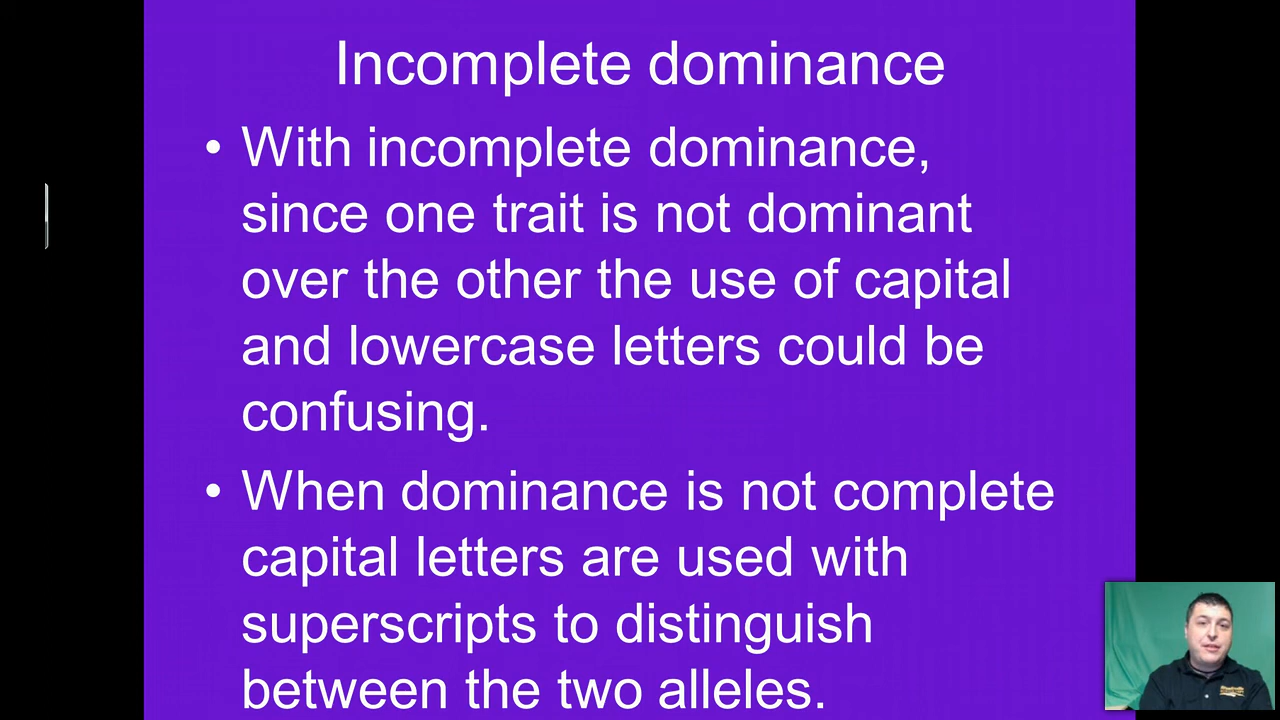 Incomplete dominance
• With incomplete dominance,
since one trait is not dominant
over the other the use of capital
and lowercase letters could be
confusing.
• When dominance is not complete
capital letters are used with
superscripts to distinguish
between the two alleles.